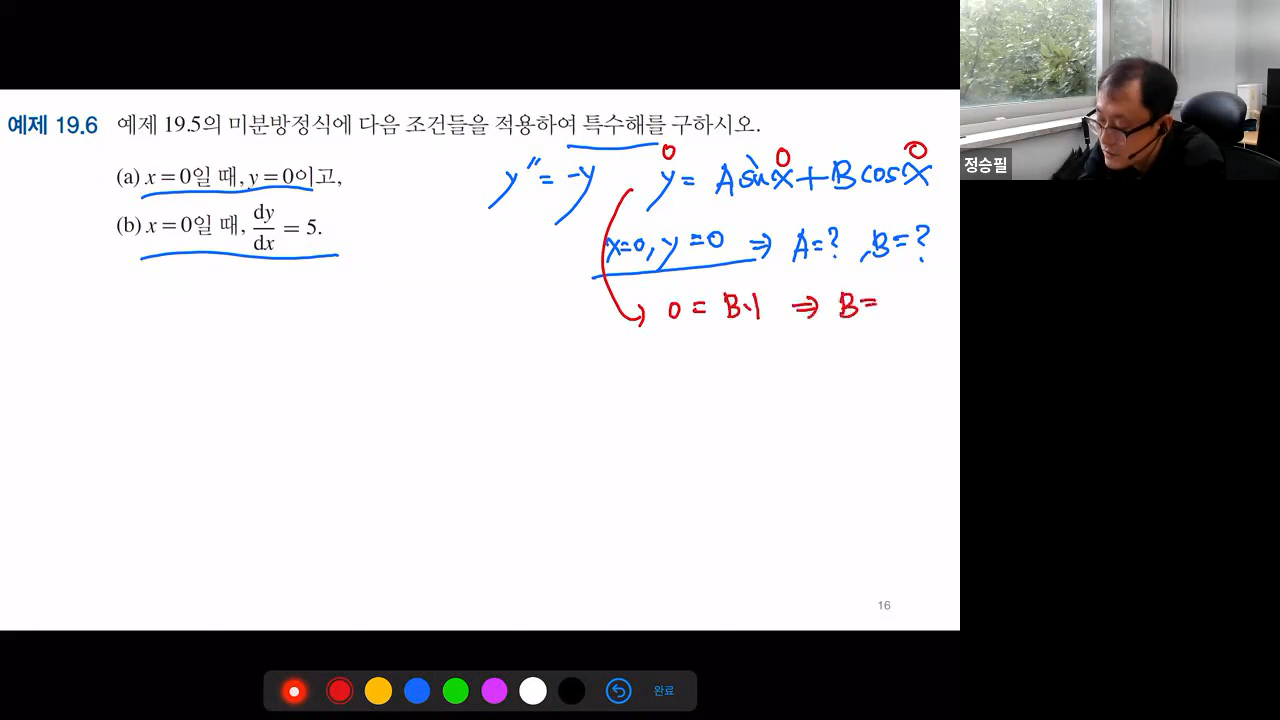 예제 19.6 예제 19.5의 미분방정식에 다음 조건들을 적용하여 특수해를 구하시오.
(a) x = 0일 때, y = 0이고,
(b) x = 0일 때, dy/dx = 5.
y'' = -y y = A sin x + B cos x
0 0 0
x=0, y=0 ⇒ A=? , B=?
0 = B·1 ⇒ B=
16
정승필
완료